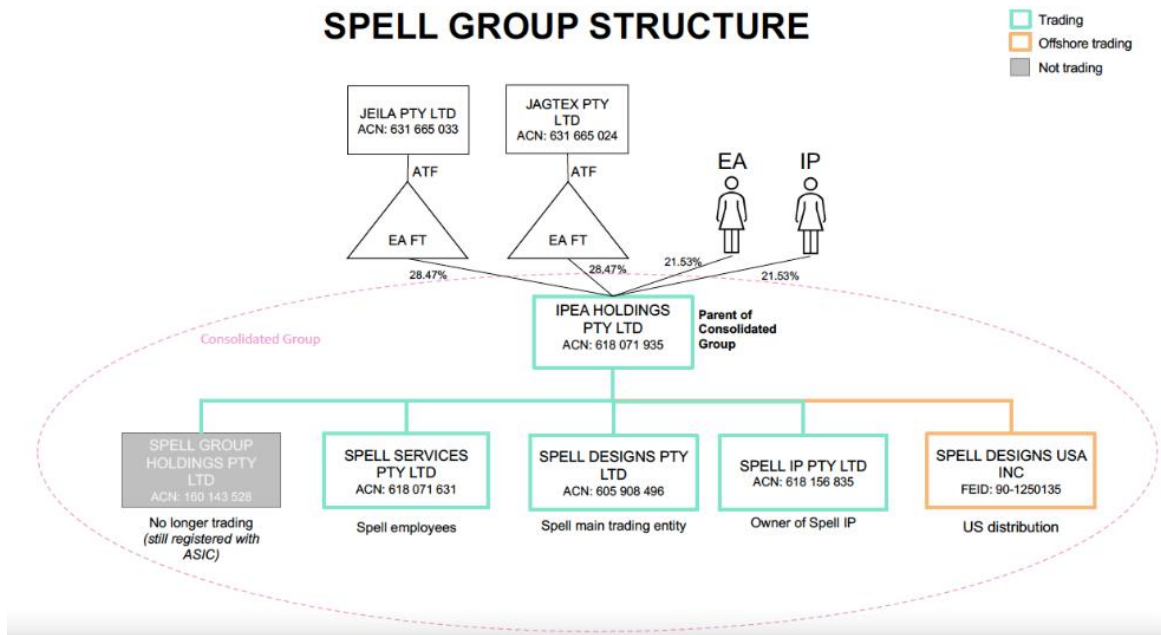 SPELL GROUP STRUCTURE
Trading
Offshore trading
Not trading
JEILA PTY LTD
ACN: 631 665 033
JAGTEX PTY
LTD
ACN: 631 665 024
ATF
ATF
EA
IP
EA FT
EA FT
28.47%
28.47%
21.53%
21.53%
Consolidated Group
IPEA HOLDINGS
PTY LTD
ACN: 618 071 935
Parent of
Consolidated
Group
SPELL GROUP
HOLDINGS PTY
LTD
ACN: 160 143 528
No longer trading
(still registered with
ASIC)
SPELL SERVICES
PTY LTD
ACN: 618 071 631
Spell employees
SPELL DESIGNS PTY
LTD
ACN: 605 908 496
Spell main trading entity
SPELL IP PTY LTD
ACN: 618 156 835
Owner of Spell IP
SPELL DESIGNS USA
INC
FEID: 90-1250135
US distribution